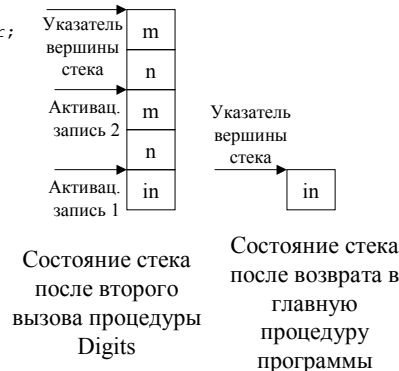 c;
Указатель
вершины
стека
m
n
Активац.
запись 2
m
n
Активац.
запись 1
in
Указатель
вершины
стека
in
Состояние стека
после второго
вызова процедуры
Digits
Состояние стека
после возврата в
главную
процедуру
программы